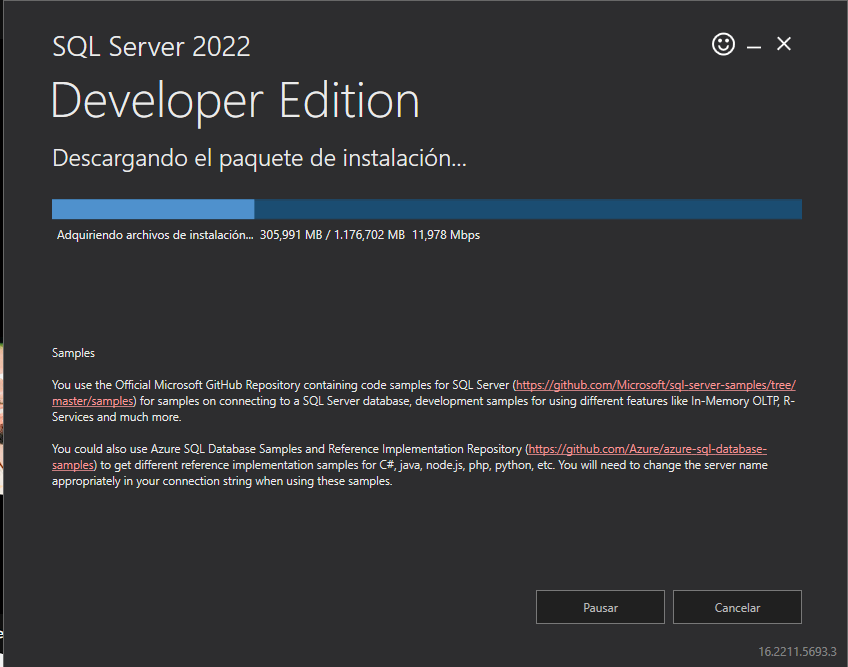 SQL Server 2022
Developer Edition
Descargando el paquete de instalación...
Adquiriendo archivos de instalación... 305,991 MB / 1.176,702 MB 11,978 Mbps
Samples
You use the Official Microsoft GitHub Repository containing code samples for SQL Server (https://github.com/Microsoft/sql-server-samples/tree/
master/samples) for samples on connecting to a SQL Server database, development samples for using different features like In-Memory OLTP, R-
Services and much more.
You could also use Azure SQL Database Samples and Reference Implementation Repository (https://github.com/Azure/azure-sql-database-
samples) to get different reference implementation samples for C#, java, node.js, php, python, etc. You will need to change the server name
appropriately in your connection string when using these samples.
Pausar
Cancelar
16.2211.5693.3